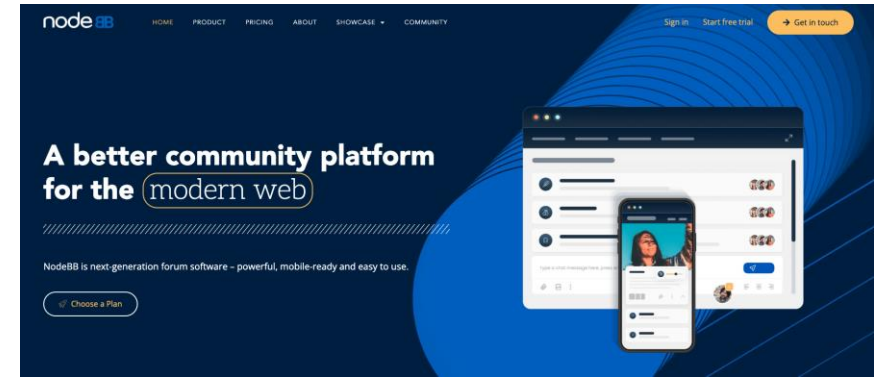 nodeBB HOME PRODUCT PRICING ABOUT SHOWCASE COMMUNITY Sign in Start free trial → Get in touch
A better community platform
for the modern web
NodeBB is next-generation forum software – powerful, mobile-ready and easy to use.
Choose a Plan